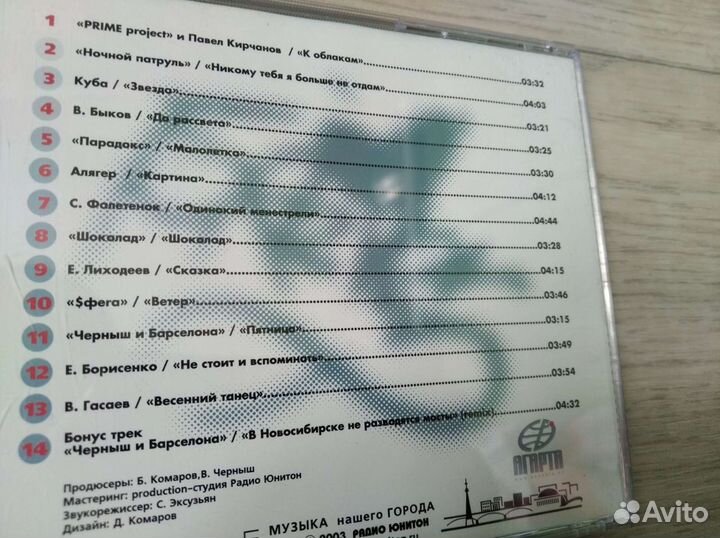 1 «PRIME project» и Павел Кирчанов / «К облакам» 03:32
2 «Ночной патруль» / «Никому тебя я больше не отдам» 04:03
3 Куба / «Звезда» 03:21
4 В. Быков / «До рассвета» 03:25
5 «Парадокс» / «Малолетка» 03:30
6 Алягер / «Картина» 04:12
7 С. Фалетенок / «Одинокий менестрель» 04:44
8 «Шоколад» / «Шоколад» 03:28
9 Е. Лиходеев / «Сказка» 04:15
10 «$фера» / «Ветер» 03:46
11 «Черныш и Барселона» / «Пятница» 03:15
12 Е. Борисенко / «Не стоит и вспоминать» 03:49
13 В. Гасаев / «Весенний танец» 03:54
14 Бонус трек
«Черныш и Барселона» / «В Новосибирске не разводятся мосты» (remix) 04:32
Продюсеры: Б. Комаров,В. Черныш
Мастеринг: production-студия Радио Юнитон
Звукорежиссер: С. Эксузьян
Дизайн: Д. Комаров
АГАРТА
МУЗЫКА нашего ГОРОДА
© 2003 РАДИО ЮНИТОН
Avito